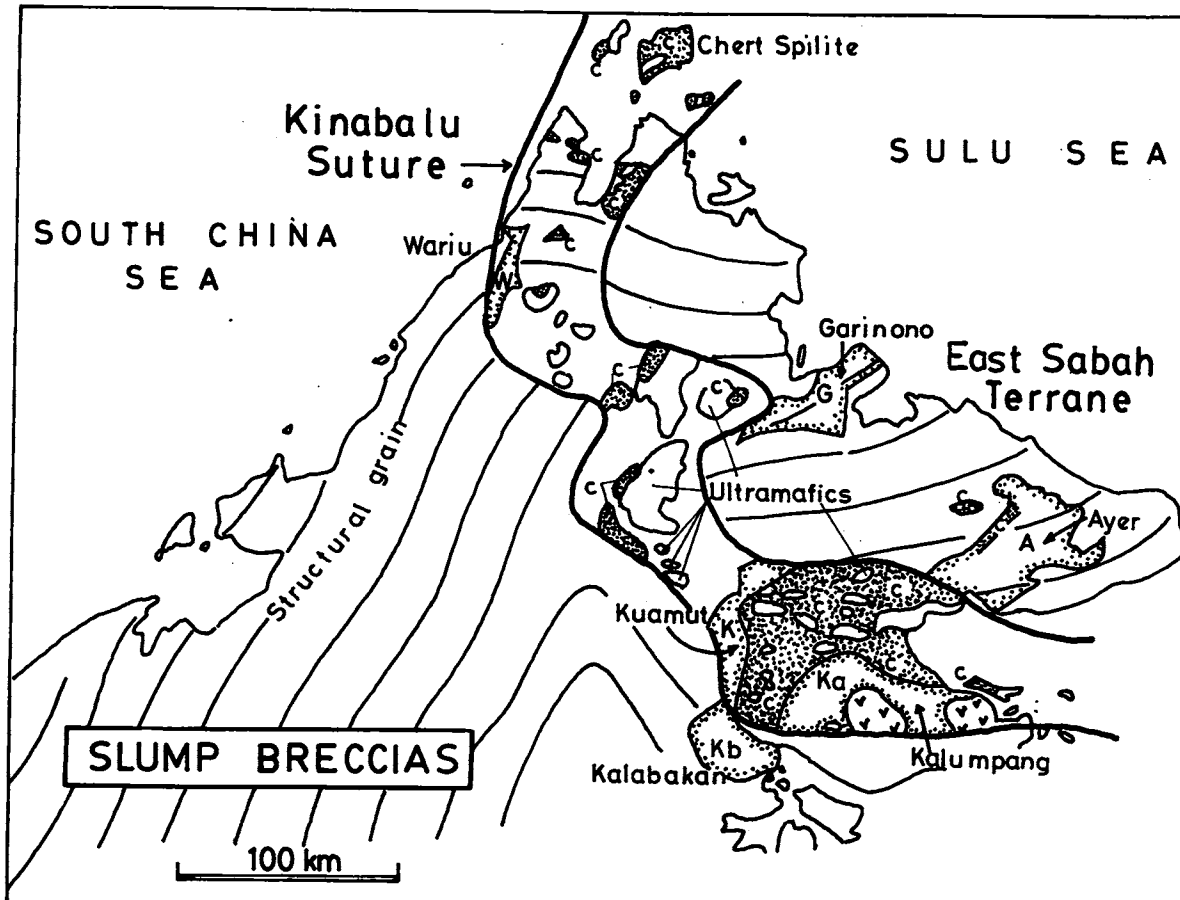 C
C
Chert Spilite
Kinabalu
Suture
C
C
SULU SEA
SOUTH CHINA
SEA
Wariu
W
C
Garinono
G
East Sabah
Terrane
C
C
Structural grain
C
Ultramafics
C
C
Ayer
A
Kuamut
K
C
C
C
C
C
Ka
C
Kb
Kalabakan
Kalumpang
SLUMP BRECCIAS
100 km